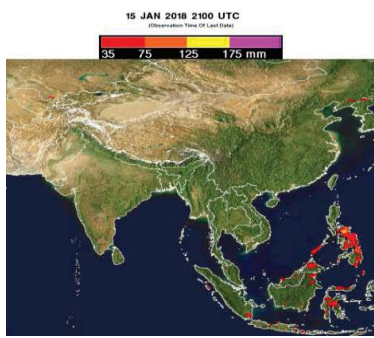 15 JAN 2018 2100 UTC
(Observation Time Of Last Data)
35 75 125 175 mm